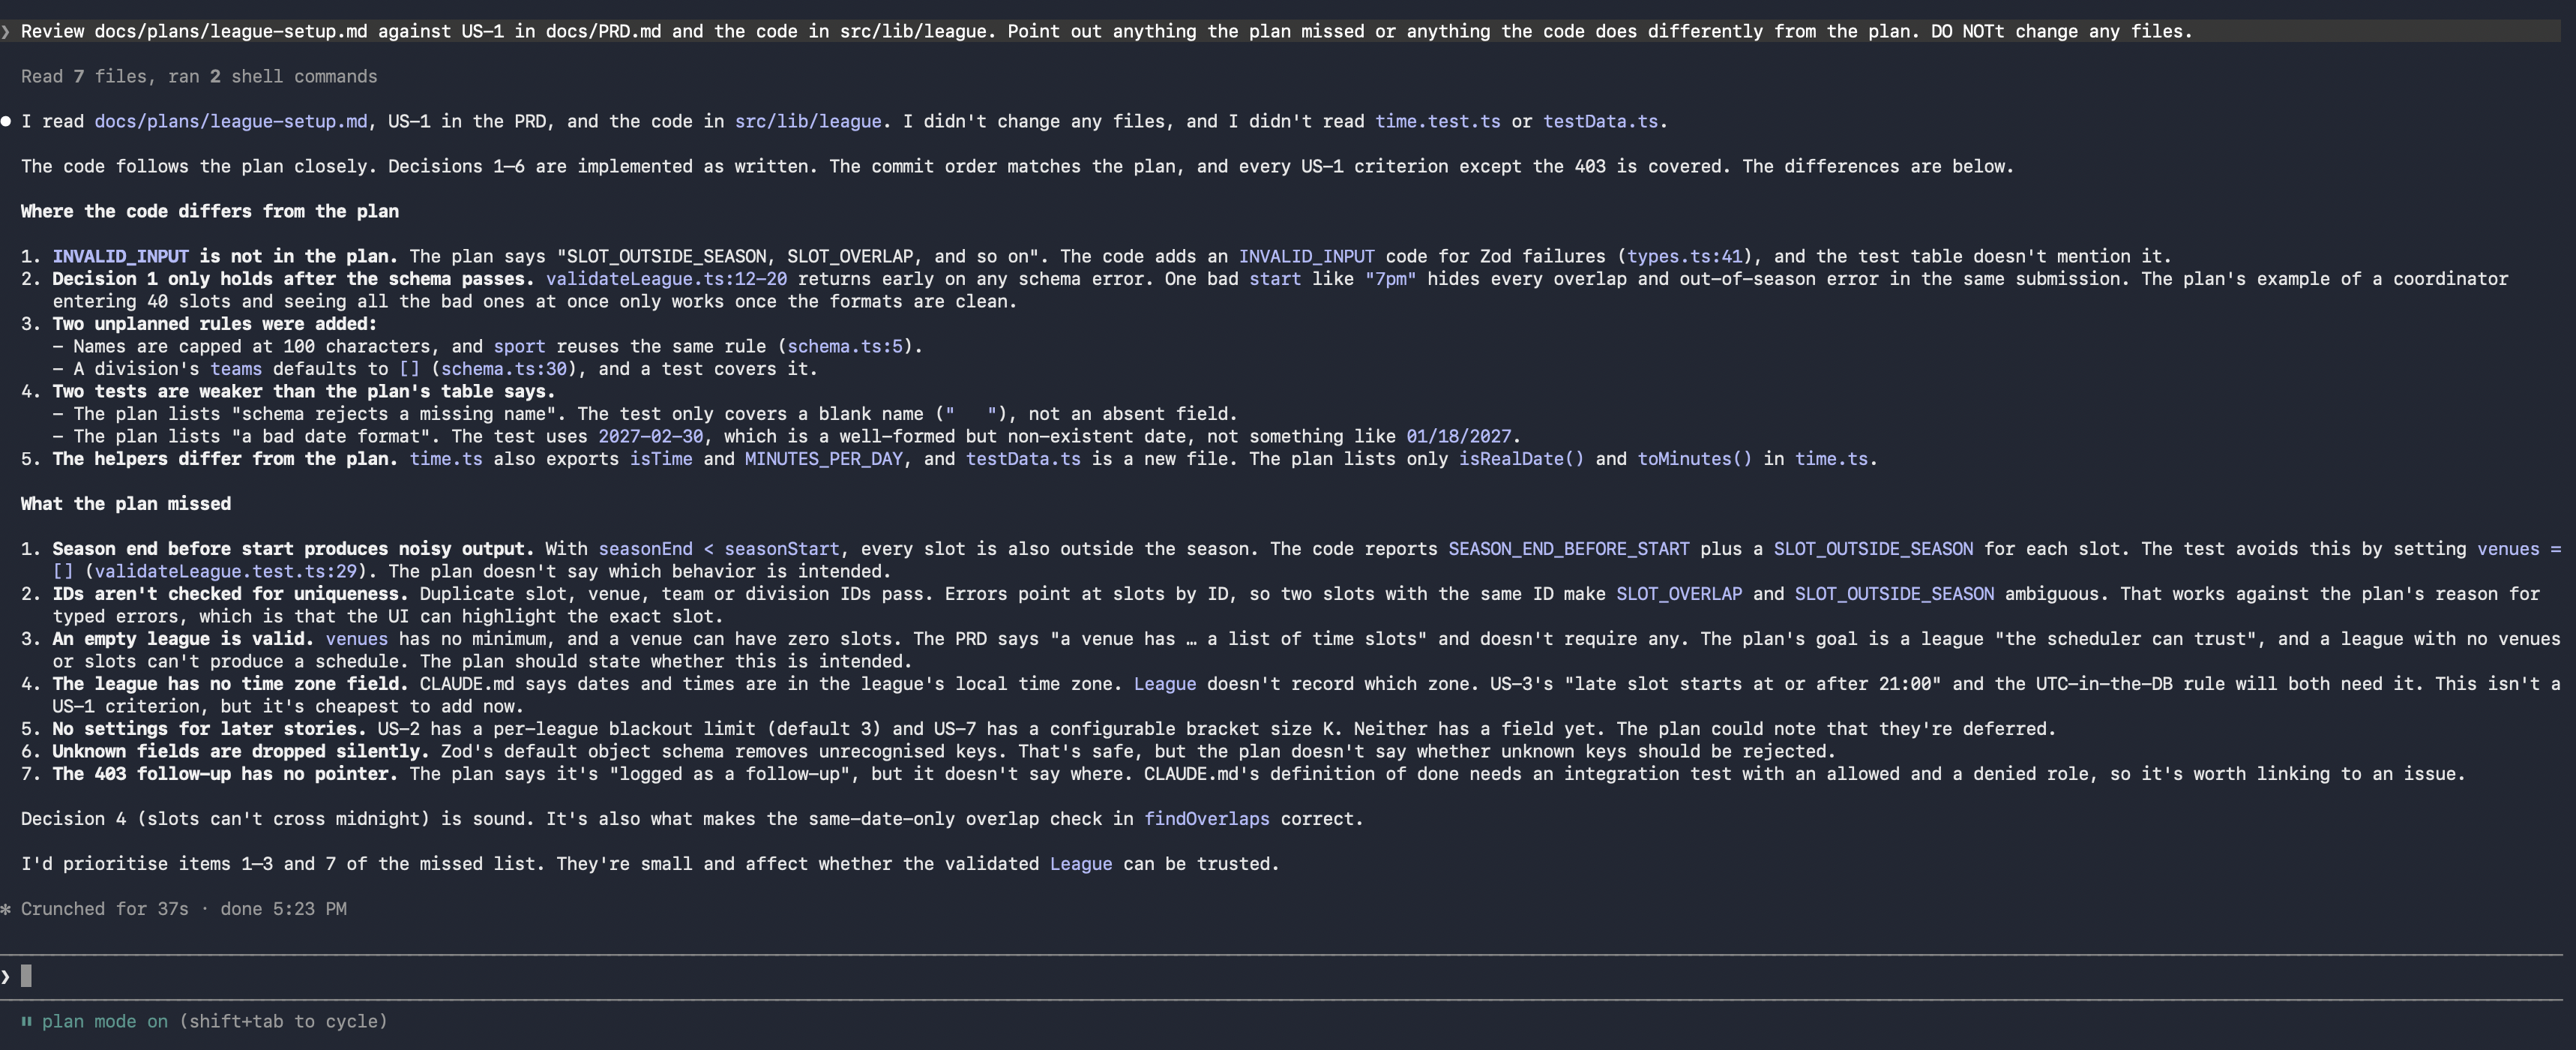 ❯ Review docs/plans/league-setup.md against US-1 in docs/PRD.md and the code in src/lib/league. Point out anything the plan missed or anything the code does differently from the plan. DO NOTt change any files.
Read 7 files, ran 2 shell commands
● I read docs/plans/league-setup.md, US-1 in the PRD, and the code in src/lib/league. I didn't change any files, and I didn't read time.test.ts or testData.ts.
The code follows the plan closely. Decisions 1–6 are implemented as written. The commit order matches the plan, and every US-1 criterion except the 403 is covered. The differences are below.
Where the code differs from the plan
1. INVALID_INPUT is not in the plan. The plan says "SLOT_OUTSIDE_SEASON, SLOT_OVERLAP, and so on". The code adds an INVALID_INPUT code for Zod failures (types.ts:41), and the test table doesn't mention it.
2. Decision 1 only holds after the schema passes. validateLeague.ts:12-20 returns early on any schema error. One bad start like "7pm" hides every overlap and out-of-season error in the same submission. The plan's example of a coordinator
entering 40 slots and seeing all the bad ones at once only works once the formats are clean.
3. Two unplanned rules were added:
– Names are capped at 100 characters, and sport reuses the same rule (schema.ts:5).
– A division's teams defaults to [] (schema.ts:30), and a test covers it.
4. Two tests are weaker than the plan's table says.
– The plan lists "schema rejects a missing name". The test only covers a blank name ("   "), not an absent field.
– The plan lists "a bad date format". The test uses 2027-02-30, which is a well-formed but non-existent date, not something like 01/18/2027.
5. The helpers differ from the plan. time.ts also exports isTime and MINUTES_PER_DAY, and testData.ts is a new file. The plan lists only isRealDate() and toMinutes() in time.ts.
What the plan missed
1. Season end before start produces noisy output. With seasonEnd < seasonStart, every slot is also outside the season. The code reports SEASON_END_BEFORE_START plus a SLOT_OUTSIDE_SEASON for each slot. The test avoids this by setting venues =
[] (validateLeague.test.ts:29). The plan doesn't say which behavior is intended.
2. IDs aren't checked for uniqueness. Duplicate slot, venue, team or division IDs pass. Errors point at slots by ID, so two slots with the same ID make SLOT_OVERLAP and SLOT_OUTSIDE_SEASON ambiguous. That works against the plan's reason for
typed errors, which is that the UI can highlight the exact slot.
3. An empty league is valid. venues has no minimum, and a venue can have zero slots. The PRD says "a venue has … a list of time slots" and doesn't require any. The plan's goal is a league "the scheduler can trust", and a league with no venues
or slots can't produce a schedule. The plan should state whether this is intended.
4. The league has no time zone field. CLAUDE.md says dates and times are in the league's local time zone. League doesn't record which zone. US-3's "late slot starts at or after 21:00" and the UTC-in-the-DB rule will both need it. This isn't a
US-1 criterion, but it's cheapest to add now.
5. No settings for later stories. US-2 has a per-league blackout limit (default 3) and US-7 has a configurable bracket size K. Neither has a field yet. The plan could note that they're deferred.
6. Unknown fields are dropped silently. Zod's default object schema removes unrecognised keys. That's safe, but the plan doesn't say whether unknown keys should be rejected.
7. The 403 follow-up has no pointer. The plan says it's "logged as a follow-up", but it doesn't say where. CLAUDE.md's definition of done needs an integration test with an allowed and a denied role, so it's worth linking to an issue.
Decision 4 (slots can't cross midnight) is sound. It's also what makes the same-date-only overlap check in findOverlaps correct.
I'd prioritise items 1–3 and 7 of the missed list. They're small and affect whether the validated League can be trusted.
✻ Crunched for 37s · done 5:23 PM
❯
⏸ plan mode on (shift+tab to cycle)